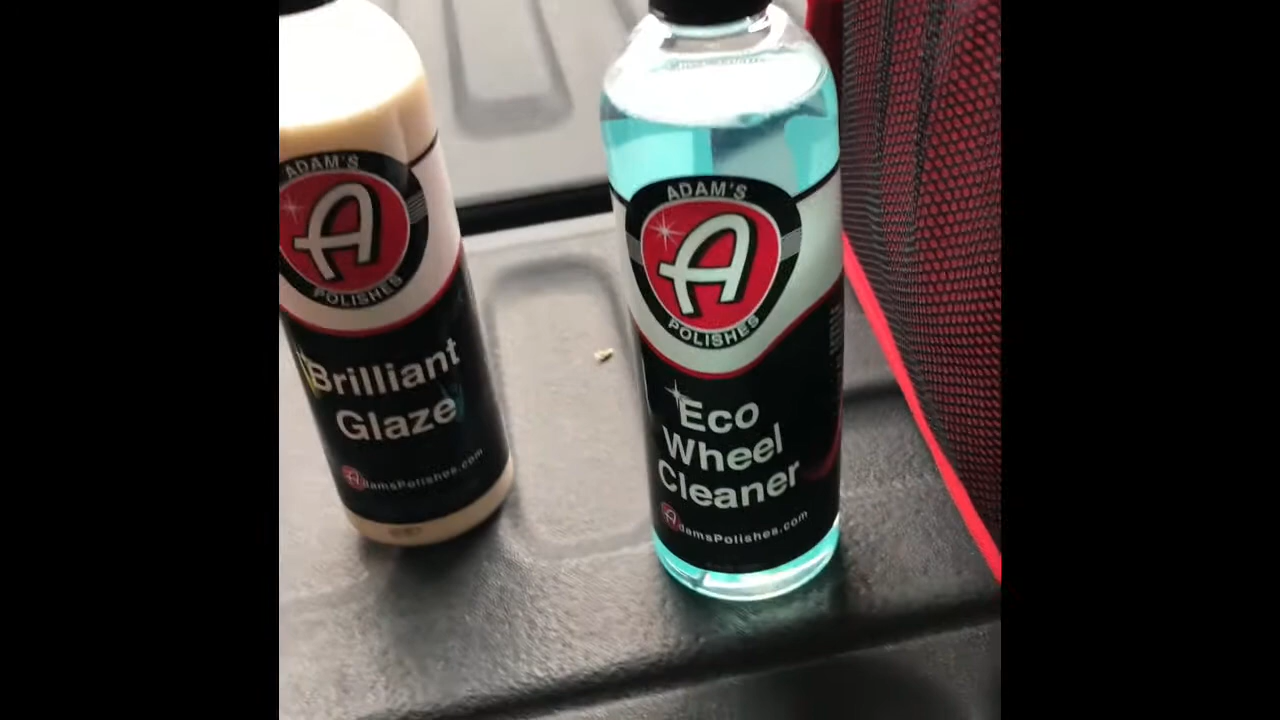 ADAM'S
A
POLISHES
Brilliant
Glaze
AdamsPolishes.com
ADAM'S
A
POLISHES
Eco
Wheel
Cleaner
AdamsPolishes.com